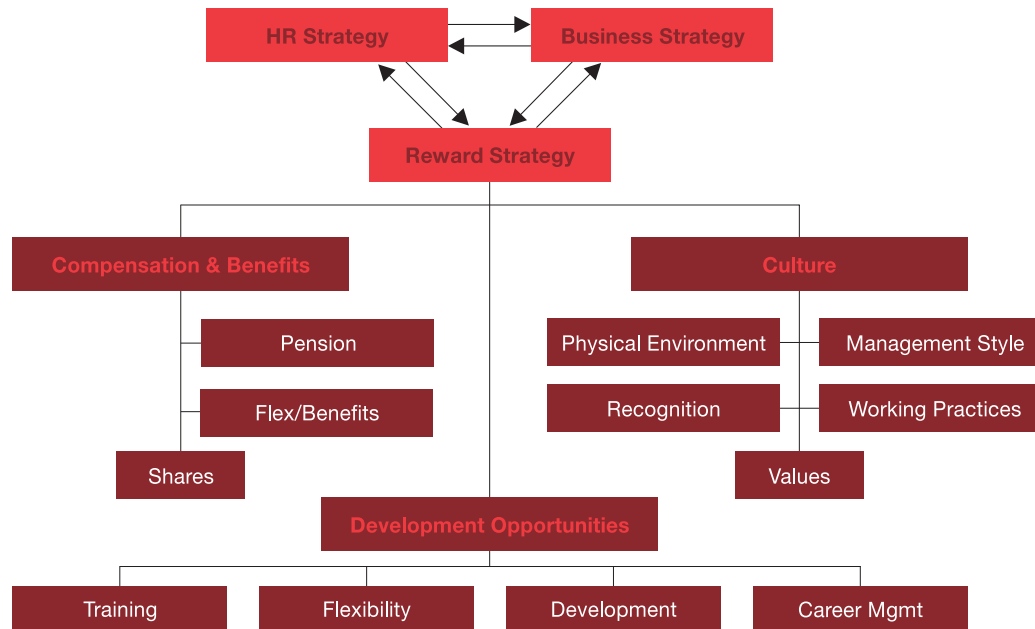 HR Strategy
Business Strategy
Reward Strategy
Compensation & Benefits
Culture
Pension
Physical Environment
Management Style
Flex/Benefits
Recognition
Working Practices
Shares
Values
Development Opportunities
Training
Flexibility
Development
Career Mgmt